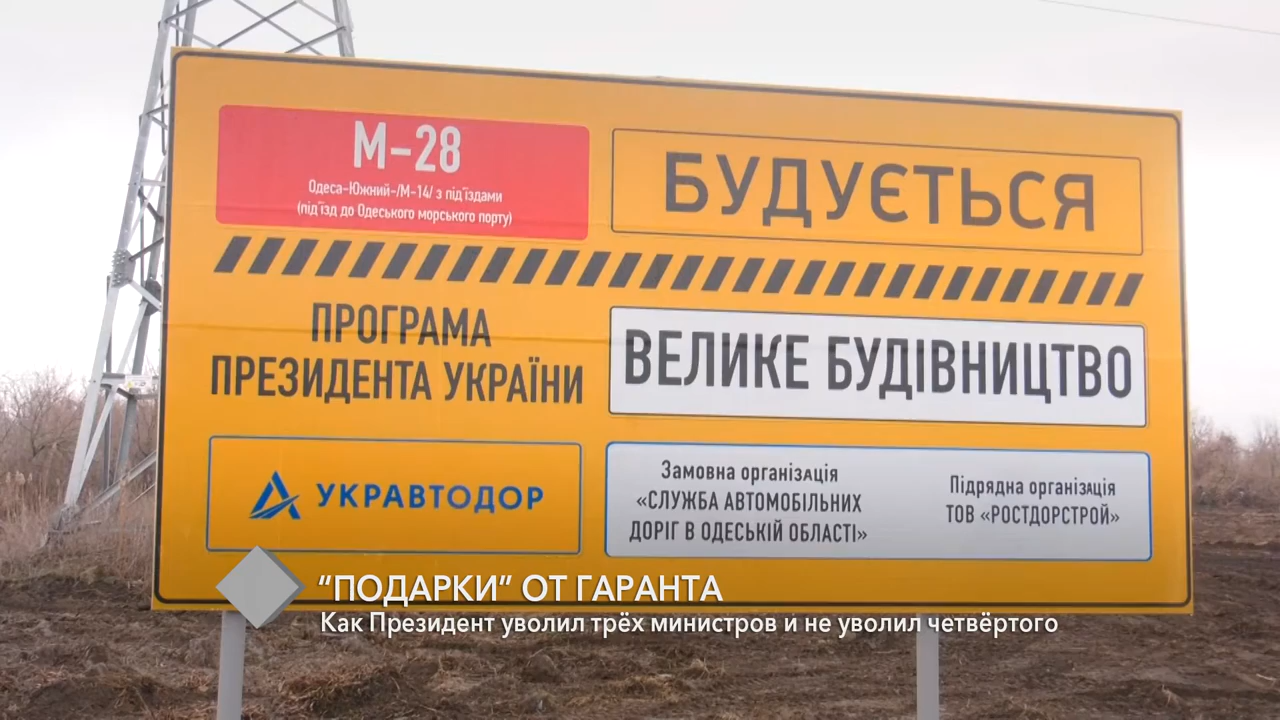 М-28
Одеса-Южний-/М-14/ з під'їздами
(під'їзд до Одеського морського порту)
БУДУЄТЬСЯ
ПРОГРАМА
ПРЕЗИДЕНТА УКРАЇНИ
ВЕЛИКЕ БУДІВНИЦТВО
УКРАВТОДОР
Замовна організація
«СЛУЖБА АВТОМОБІЛЬНИХ
ДОРІГ В ОДЕСЬКІЙ ОБЛАСТІ»
Підрядна організація
ТОВ «РОСТДОРСТРОЙ»
“ПОДАРКИ” ОТ ГАРАНТА
Как Президент уволил трёх министров и не уволил четвёртого